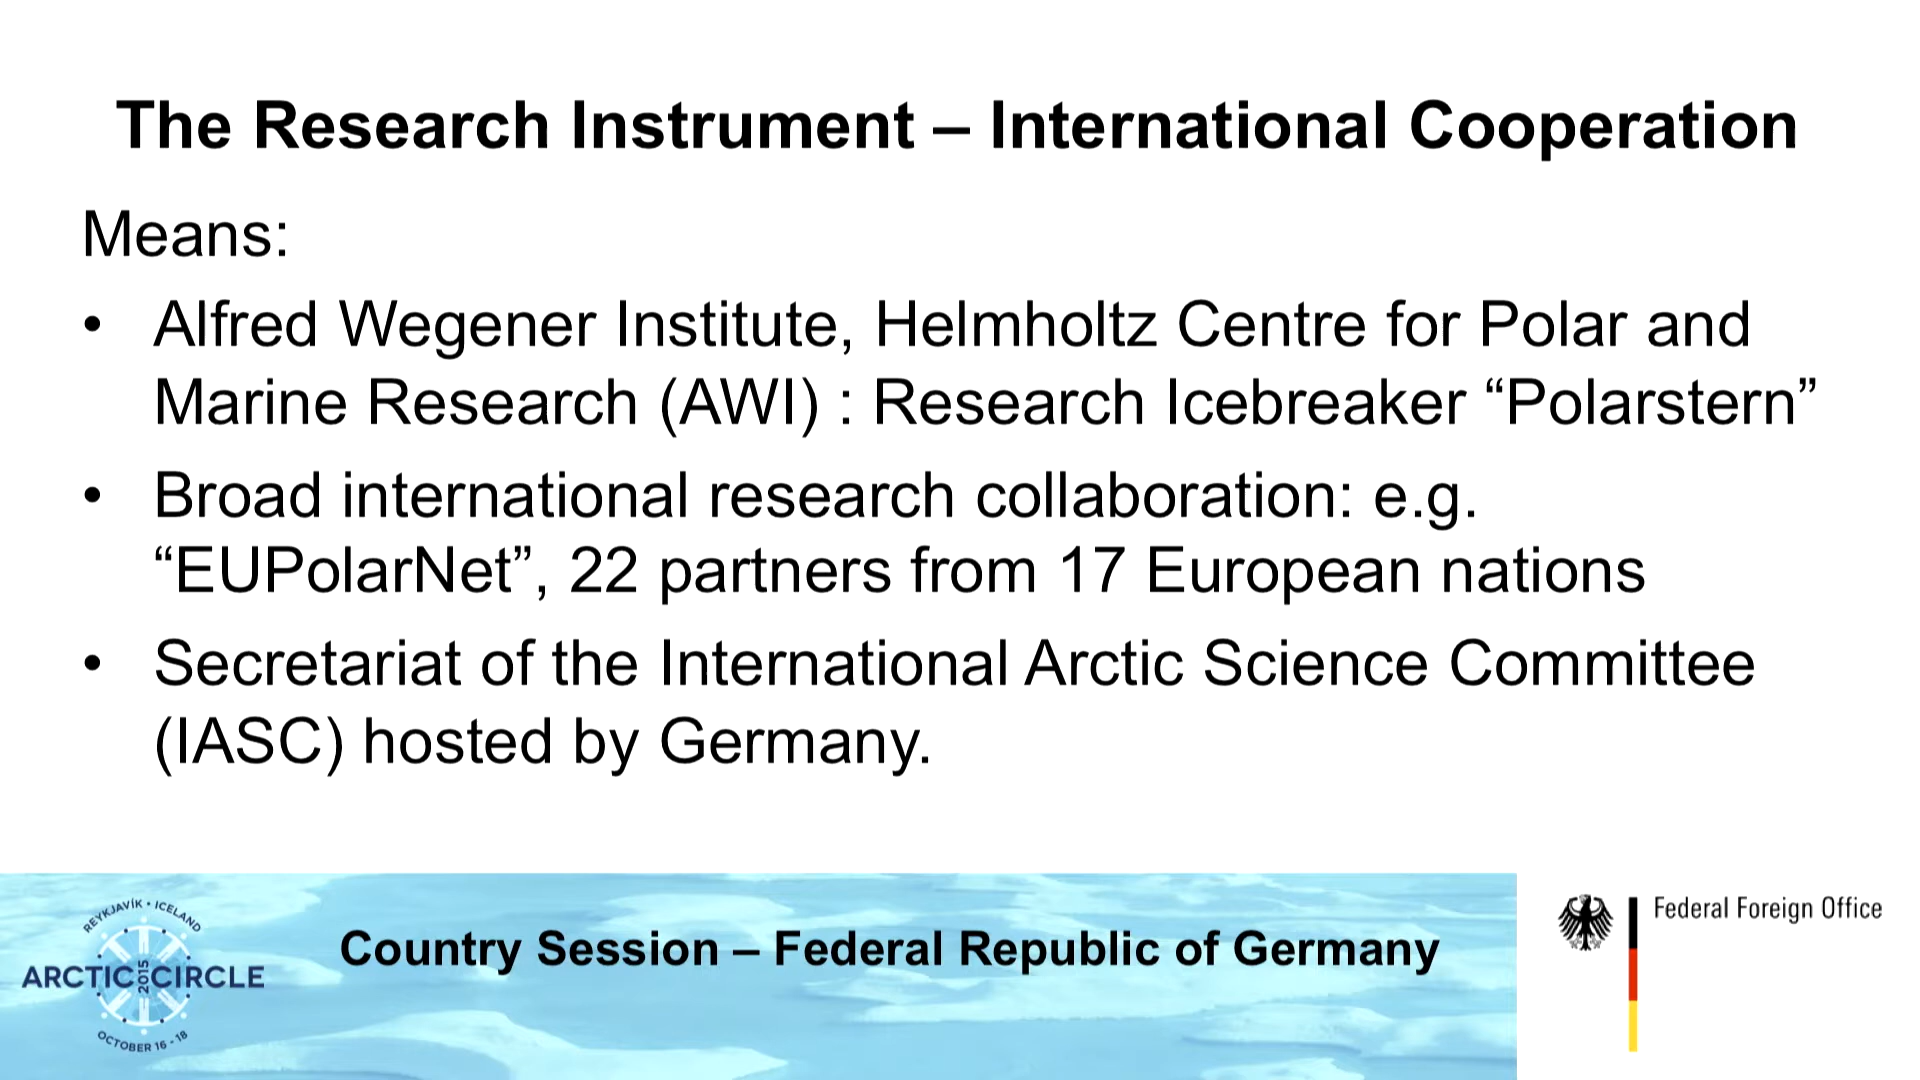 The Research Instrument – International Cooperation
Means:
• Alfred Wegener Institute, Helmholtz Centre for Polar and
Marine Research (AWI) : Research Icebreaker “Polarstern”
• Broad international research collaboration: e.g.
“EUPolarNet”, 22 partners from 17 European nations
• Secretariat of the International Arctic Science Committee
(IASC) hosted by Germany.
REYKJAVÍK • ICELAND
ARCTIC 2015 CIRCLE
OCTOBER 16 - 18
Country Session – Federal Republic of Germany
Federal Foreign Office